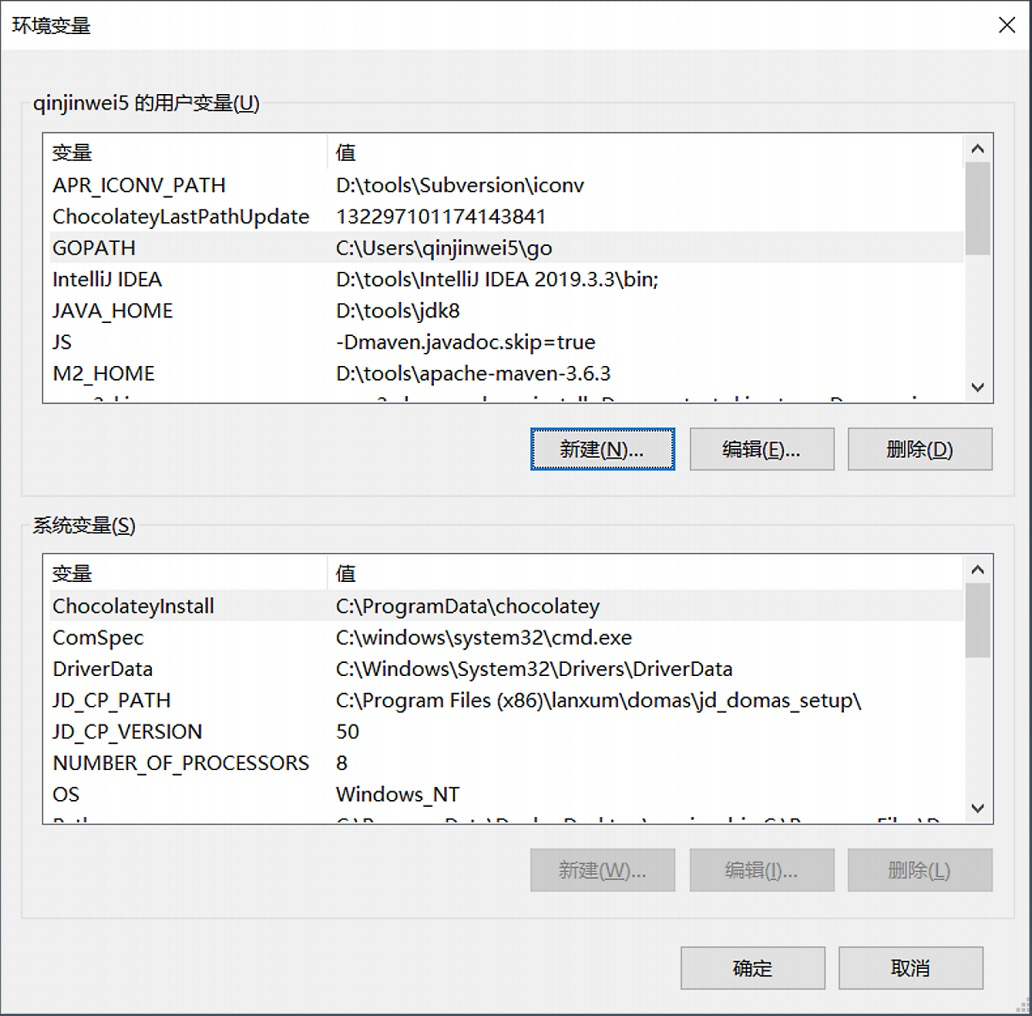 环境变量
qinjinwei5 的用户变量(U)
变量 值
APR_ICONV_PATH D:\tools\Subversion\iconv
ChocolateyLastPathUpdate 132297101174143841
GOPATH C:\Users\qinjinwei5\go
IntelliJ IDEA D:\tools\IntelliJ IDEA 2019.3.3\bin;
JAVA_HOME D:\tools\jdk8
JS -Dmaven.javadoc.skip=true
M2_HOME D:\tools\apache-maven-3.6.3
新建(N)... 编辑(E)... 删除(D)
系统变量(S)
变量 值
ChocolateyInstall C:\ProgramData\chocolatey
ComSpec C:\windows\system32\cmd.exe
DriverData C:\Windows\System32\Drivers\DriverData
JD_CP_PATH C:\Program Files (x86)\lanxum\domas\jd_domas_setup\
JD_CP_VERSION 50
NUMBER_OF_PROCESSORS 8
OS Windows_NT
新建(W)... 编辑(I)... 删除(L)
确定 取消